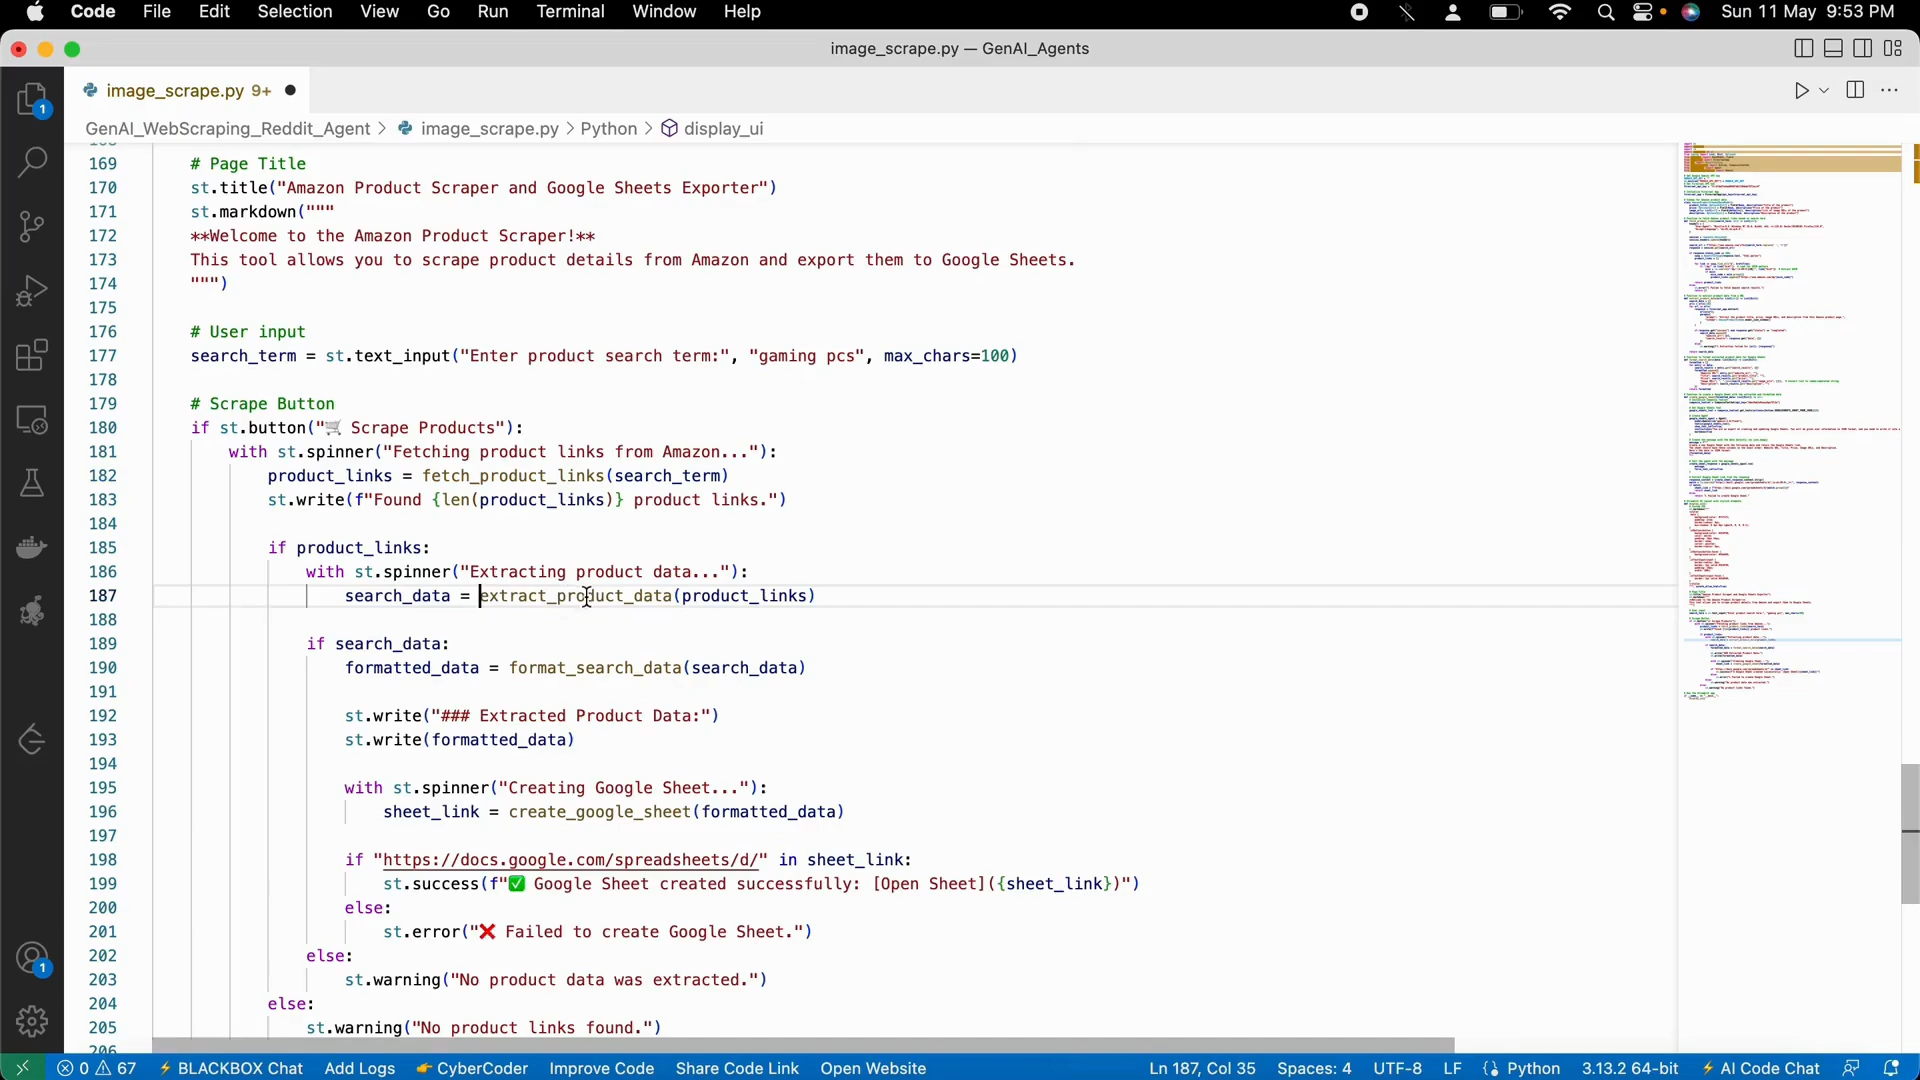 Code File Edit Selection View Go Run Terminal Window Help Sun 11 May 9:53 PM
image_scrape.py — GenAI_Agents
image_scrape.py 9+
GenAI_WebScraping_Reddit_Agent > image_scrape.py > Python > display_ui
169 # Page Title
170 st.title("Amazon Product Scraper and Google Sheets Exporter")
171 st.markdown("""
172 **Welcome to the Amazon Product Scraper!**
173 This tool allows you to scrape product details from Amazon and export them to Google Sheets.
174 """)
175
176 # User input
177 search_term = st.text_input("Enter product search term:", "gaming pcs", max_chars=100)
178
179 # Scrape Button
180 if st.button("🛒 Scrape Products"):
181 with st.spinner("Fetching product links from Amazon..."):
182 product_links = fetch_product_links(search_term)
183 st.write(f"Found {len(product_links)} product links.")
184
185 if product_links:
186 with st.spinner("Extracting product data..."):
187 search_data = extract_product_data(product_links)
188
189 if search_data:
190 formatted_data = format_search_data(search_data)
191
192 st.write("### Extracted Product Data:")
193 st.write(formatted_data)
194
195 with st.spinner("Creating Google Sheet..."):
196 sheet_link = create_google_sheet(formatted_data)
197
198 if "https://docs.google.com/spreadsheets/d/" in sheet_link:
199 st.success(f"✅ Google Sheet created successfully: [Open Sheet]({sheet_link})")
200 else:
201 st.error("❌ Failed to create Google Sheet.")
202 else:
203 st.warning("No product data was extracted.")
204 else:
205 st.warning("No product links found.")
206
0 67 BLACKBOX Chat Add Logs CyberCoder Improve Code Share Code Link Open Website Ln 187, Col 35 Spaces: 4 UTF-8 LF Python 3.13.2 64-bit AI Code Chat